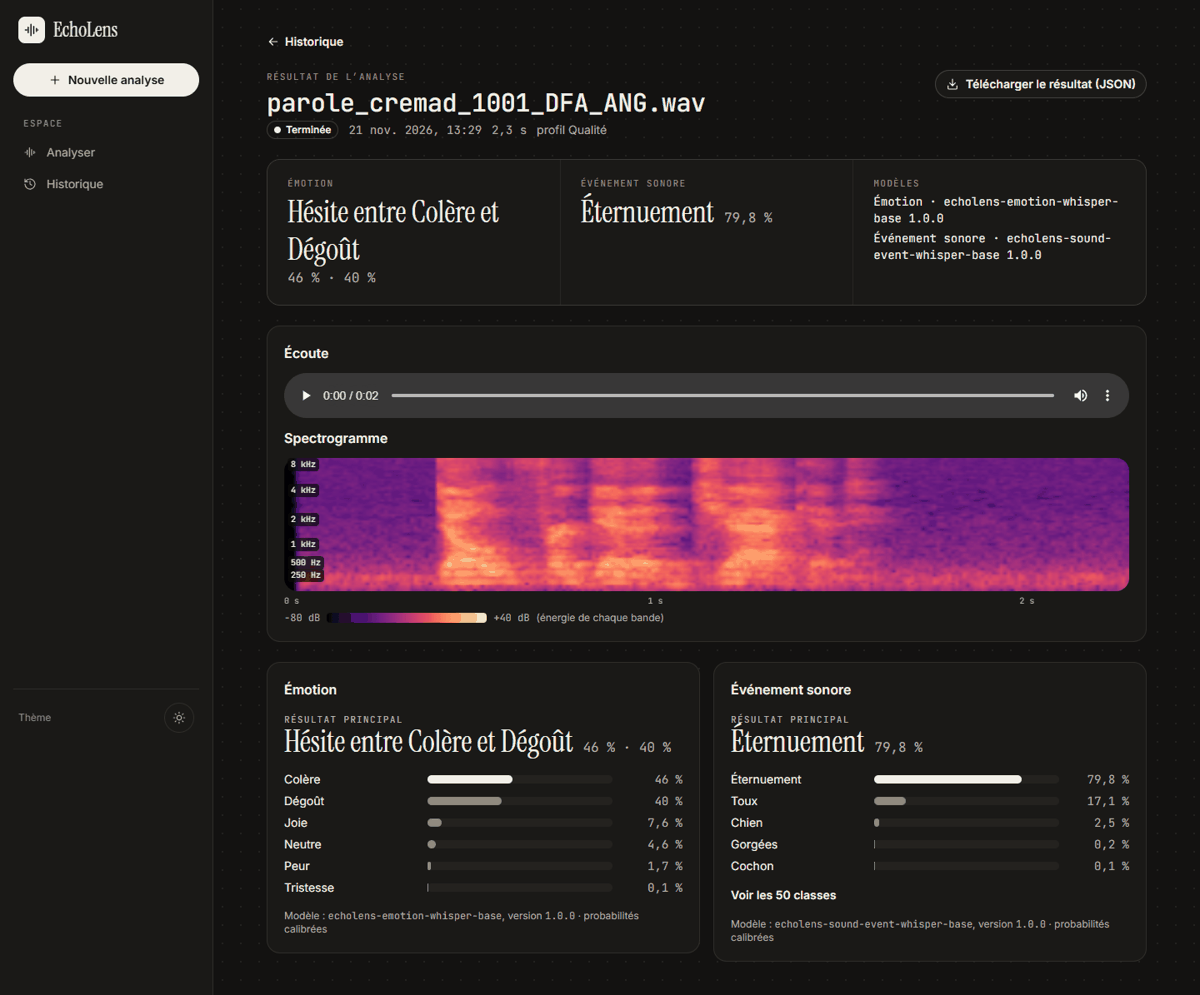 EchoLens
Nouvelle analyse
ESPACE
Analyser
Historique
Thème
Historique
RÉSULTAT DE L'ANALYSE
parole_cremad_1001_DFA_ANG.wav
Terminée 21 nov. 2026, 13:29 2,3 s profil Qualité
Télécharger le résultat (JSON)
ÉMOTION
Hésite entre Colère et
Dégoût
46 % · 40 %
ÉVÉNEMENT SONORE
Éternuement 79,8 %
MODÈLES
Émotion · echolens-emotion-whisper-
base 1.0.0
Événement sonore · echolens-sound-
event-whisper-base 1.0.0
Écoute
0:00 / 0:02
Spectrogramme
8 kHz
4 kHz
2 kHz
1 kHz
500 Hz
250 Hz
0 s 1 s 2 s
-80 dB +40 dB (énergie de chaque bande)
Émotion
RÉSULTAT PRINCIPAL
Hésite entre Colère et Dégoût 46 % · 40 %
Colère 46 %
Dégoût 40 %
Joie 7,6 %
Neutre 4,6 %
Peur 1,7 %
Tristesse 0,1 %
Modèle : echolens-emotion-whisper-base, version 1.0.0 · probabilités
calibrées
Événement sonore
RÉSULTAT PRINCIPAL
Éternuement 79,8 %
Éternuement 79,8 %
Toux 17,1 %
Chien 2,5 %
Gorgées 0,2 %
Cochon 0,1 %
Voir les 50 classes
Modèle : echolens-sound-event-whisper-base, version 1.0.0 · probabilités
calibrées